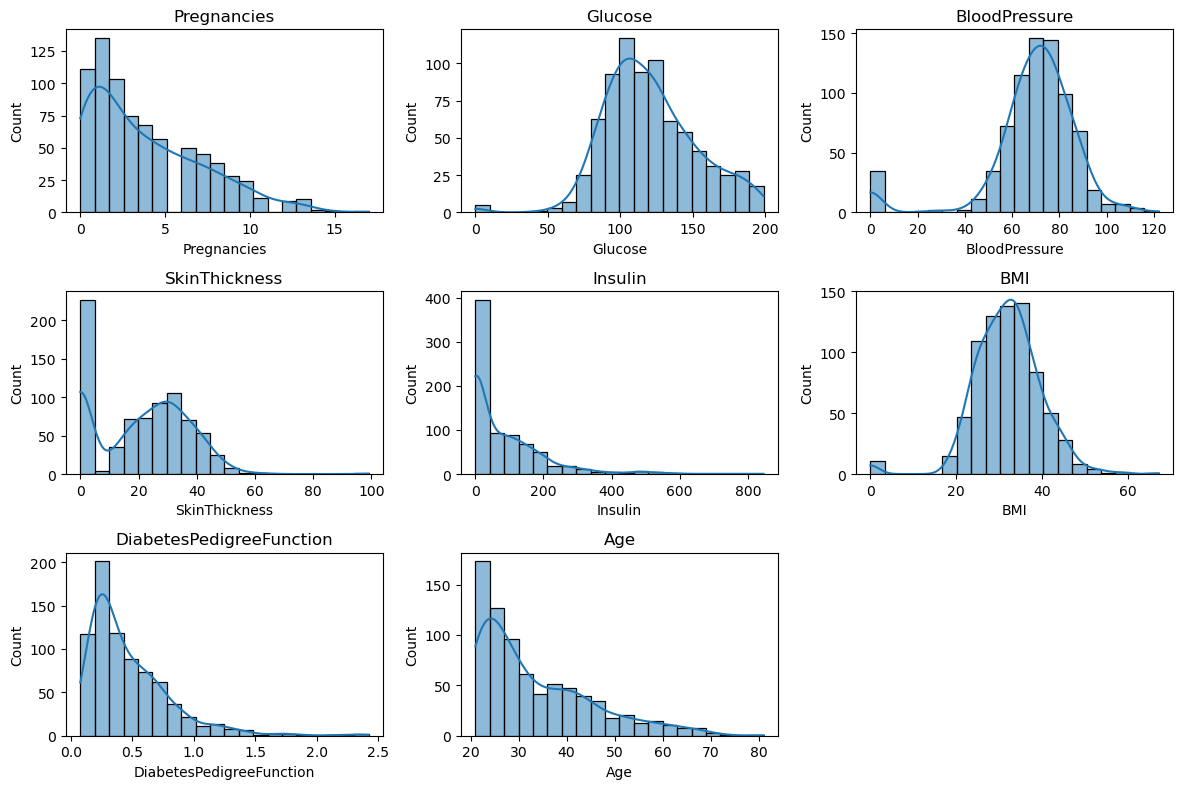 Pregnancies Glucose BloodPressure
125
100
75
50
25
0
Count
0 5 10 15
Pregnancies
100
75
50
25
0
Count
0 50 100 150 200
Glucose
150
100
50
0
Count
0 20 40 60 80 100 120
BloodPressure
SkinThickness Insulin BMI
200
150
100
50
0
Count
0 20 40 60 80 100
SkinThickness
400
300
200
100
0
Count
0 200 400 600 800
Insulin
150
100
50
0
Count
0 20 40 60
BMI
DiabetesPedigreeFunction Age
200
150
100
50
0
Count
0.0 0.5 1.0 1.5 2.0 2.5
DiabetesPedigreeFunction
150
100
50
0
Count
20 30 40 50 60 70 80
Age